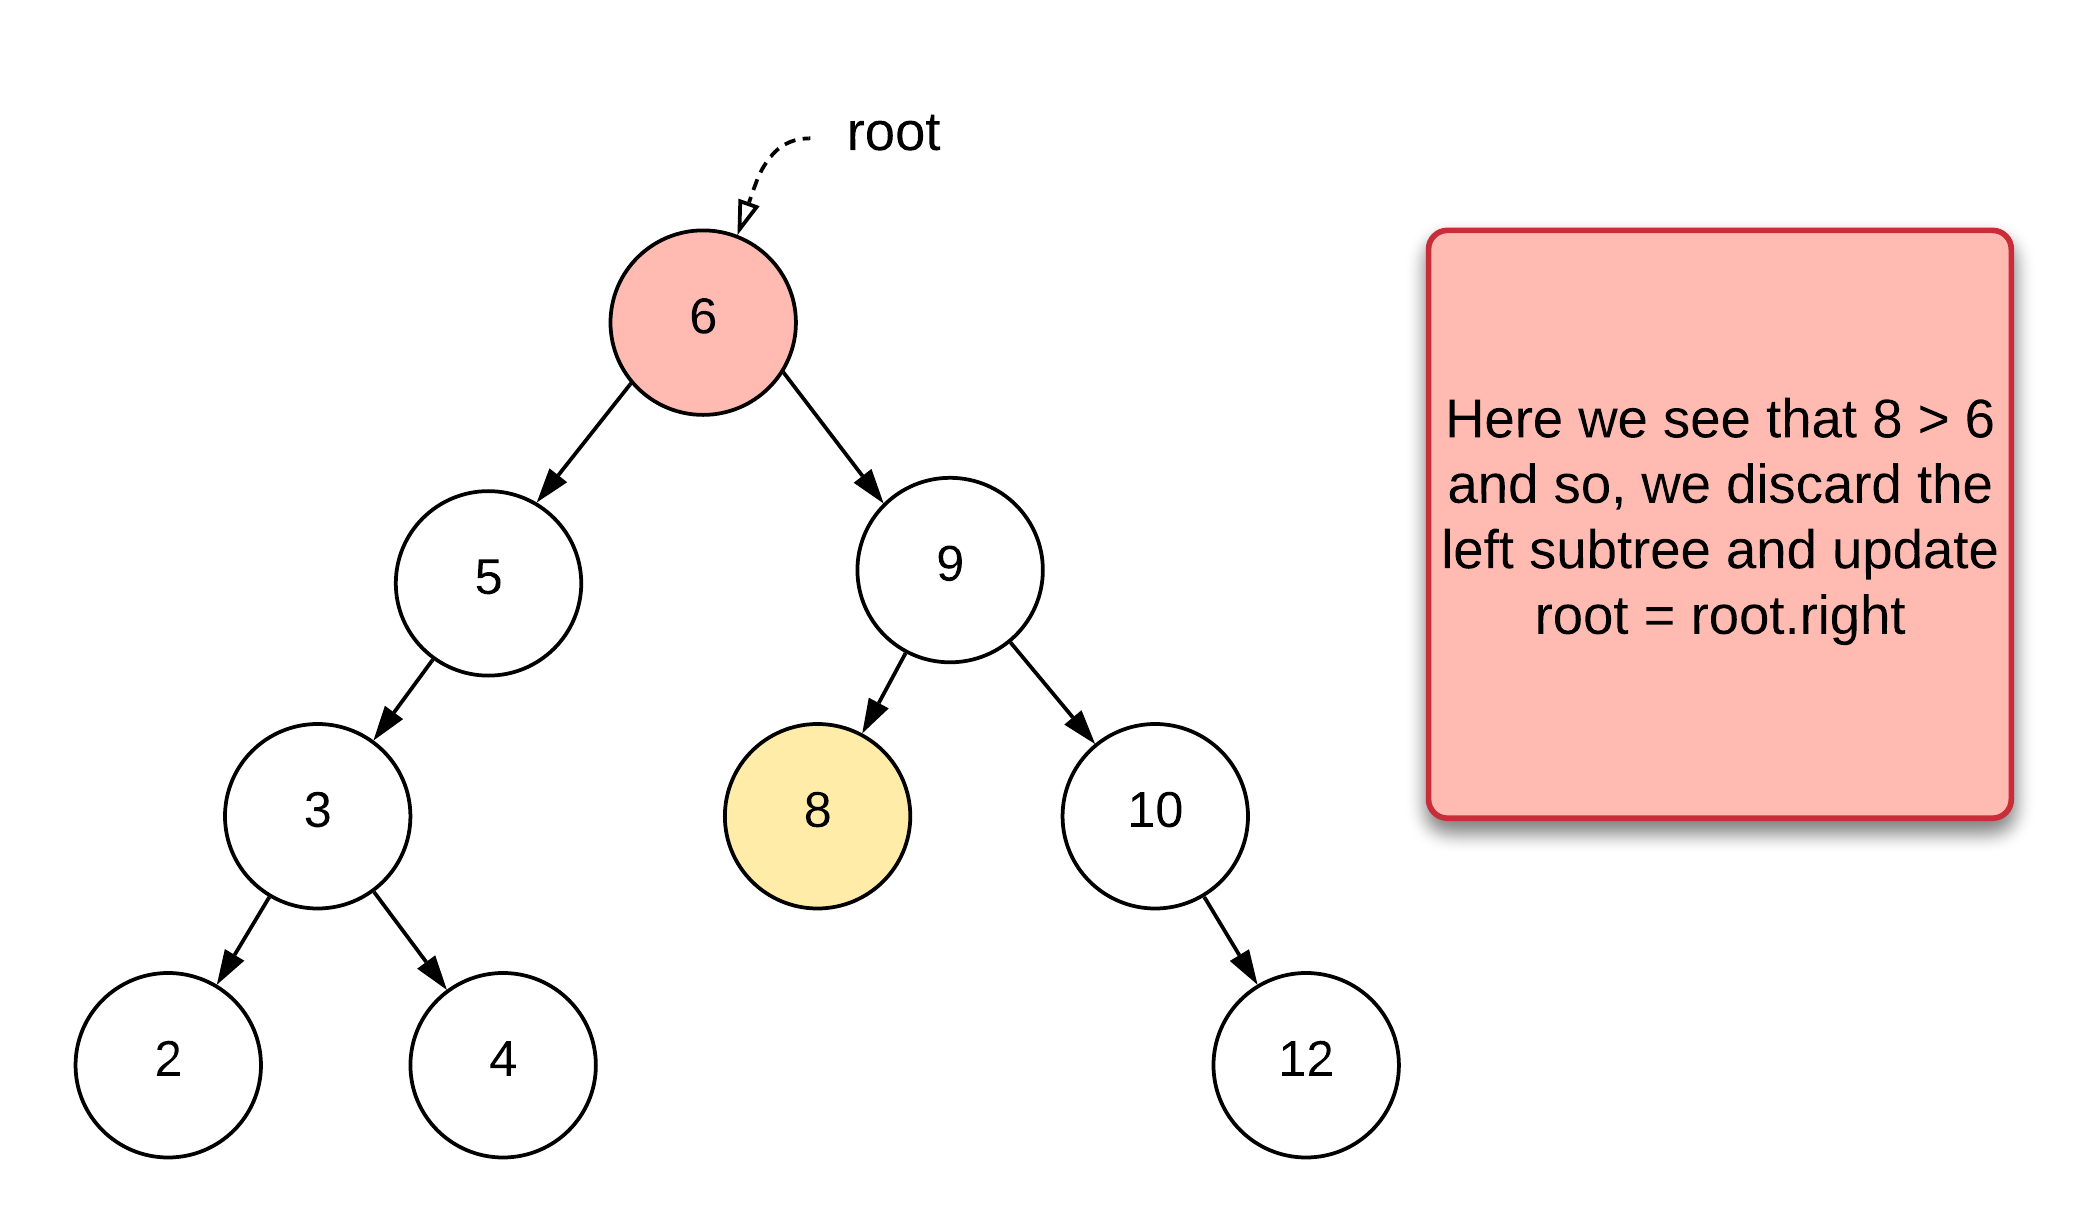 root
6
5
9
3
8
10
2
4
12
Here we see that 8 > 6
and so, we discard the
left subtree and update
root = root.right